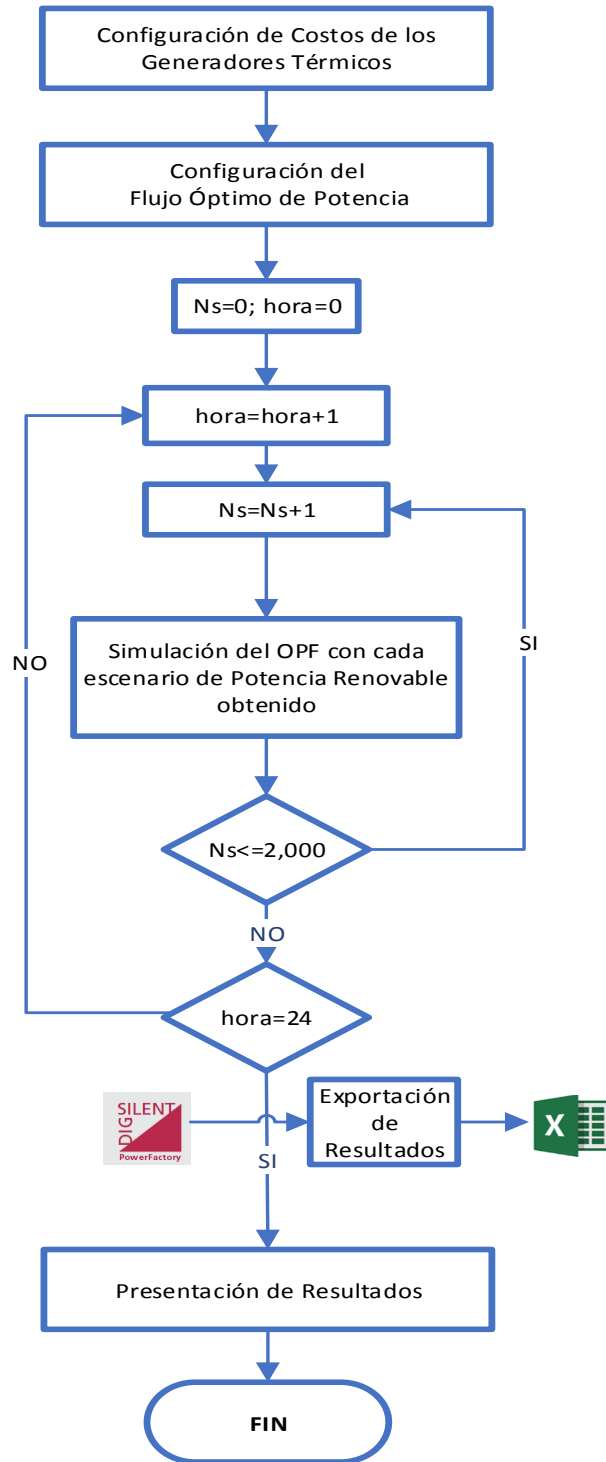 Configuración de Costos de los
Generadores Térmicos
Configuración del
Flujo Óptimo de Potencia
Ns=0; hora=0
hora=hora+1
Ns=Ns+1
Simulación del OPF con cada
escenario de Potencia Renovable
obtenido
NO
SI
Ns<=2,000
NO
hora=24
DIG
SILENT
PowerFactory
Exportación
de
Resultados
X
SI
Presentación de Resultados
FIN